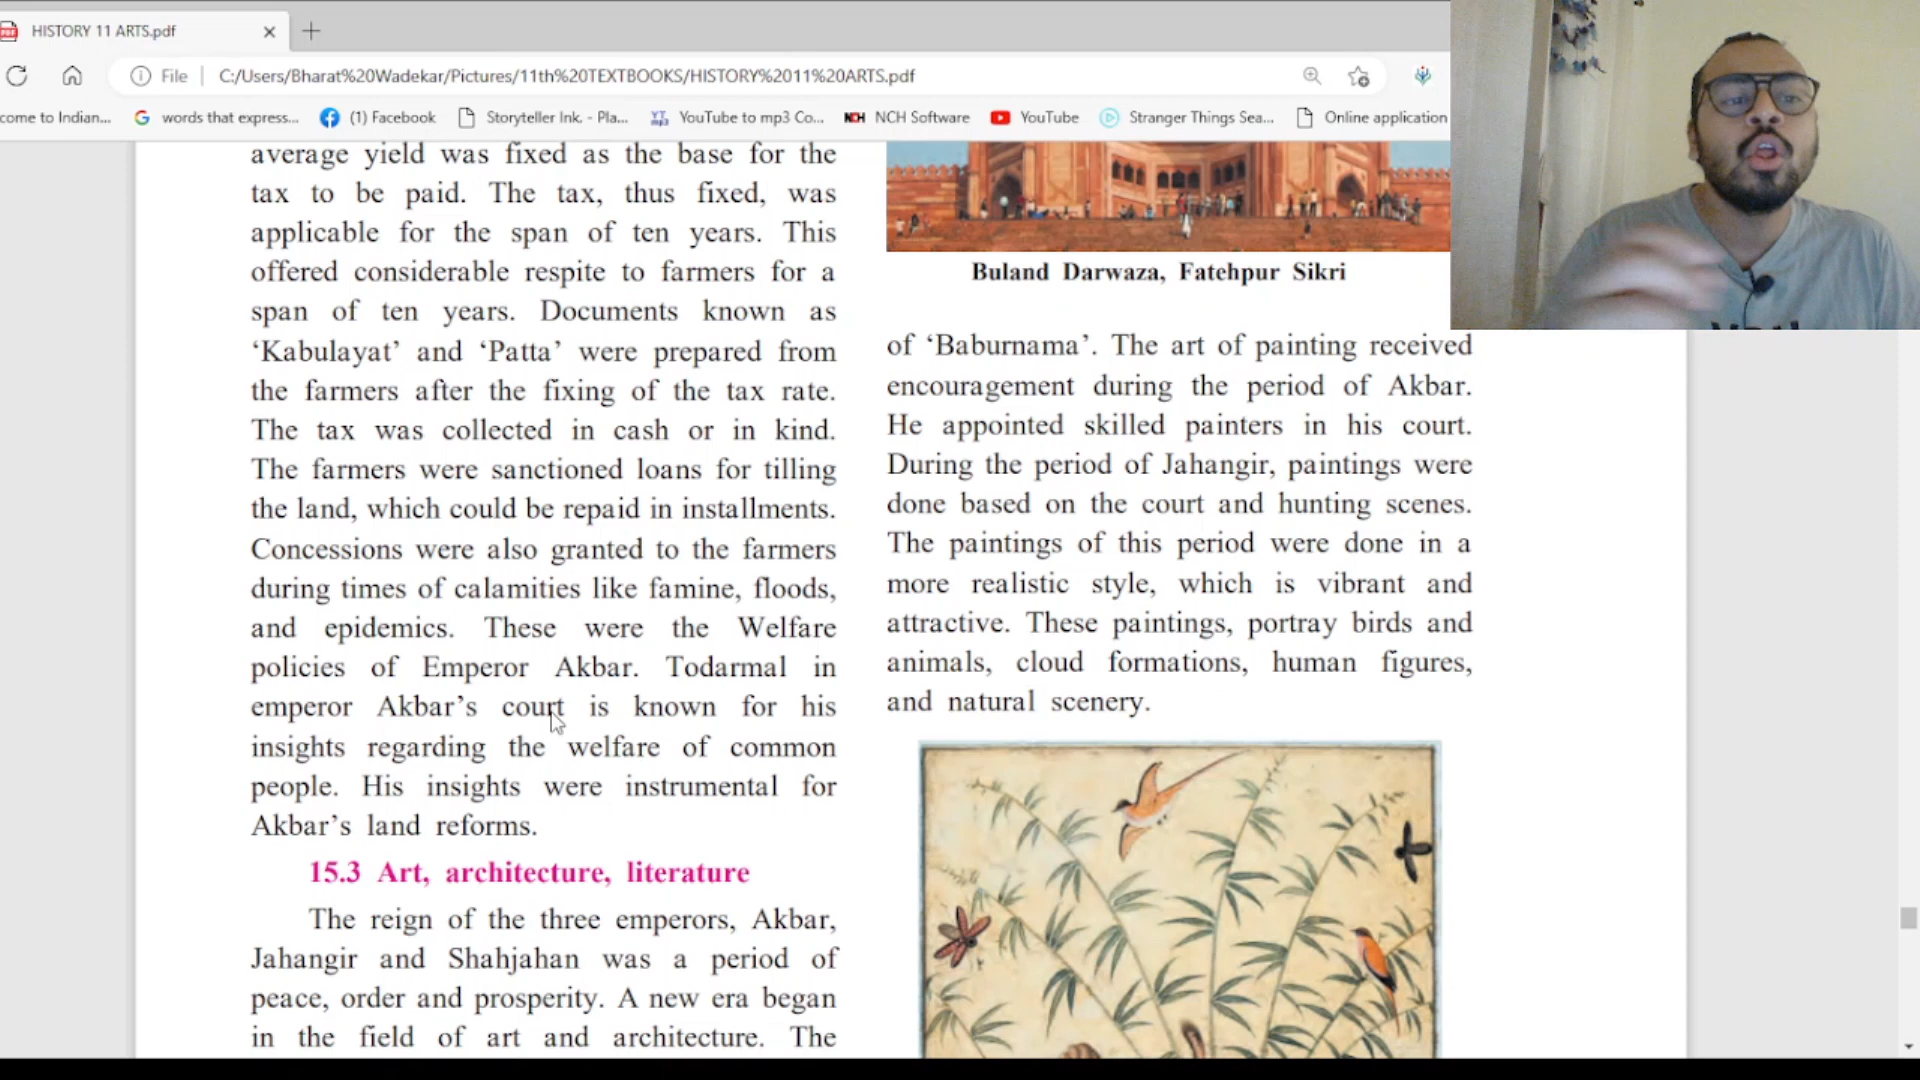 HISTORY 11 ARTS.pdf
File
C:/Users/Bharat%20Wadekar/Pictures/11th%20TEXTBOOKS/HISTORY%2011%20ARTS.pdf
come to Indian...
words that express...
(1) Facebook
Storyteller Ink. - Pla...
YouTube to mp3 Co...
NCH Software
YouTube
Stranger Things Sea...
Online application
average yield was fixed as the base for the
tax to be paid. The tax, thus fixed, was
applicable for the span of ten years. This
offered considerable respite to farmers for a
span of ten years. Documents known as
‘Kabulayat’ and ‘Patta’ were prepared from
the farmers after the fixing of the tax rate.
The tax was collected in cash or in kind.
The farmers were sanctioned loans for tilling
the land, which could be repaid in installments.
Concessions were also granted to the farmers
during times of calamities like famine, floods,
and epidemics. These were the Welfare
policies of Emperor Akbar. Todarmal in
emperor Akbar’s court is known for his
insights regarding the welfare of common
people. His insights were instrumental for
Akbar’s land reforms.
15.3 Art, architecture, literature
The reign of the three emperors, Akbar,
Jahangir and Shahjahan was a period of
peace, order and prosperity. A new era began
in the field of art and architecture. The
Buland Darwaza, Fatehpur Sikri
of ‘Baburnama’. The art of painting received
encouragement during the period of Akbar.
He appointed skilled painters in his court.
During the period of Jahangir, paintings were
done based on the court and hunting scenes.
The paintings of this period were done in a
more realistic style, which is vibrant and
attractive. These paintings, portray birds and
animals, cloud formations, human figures,
and natural scenery.